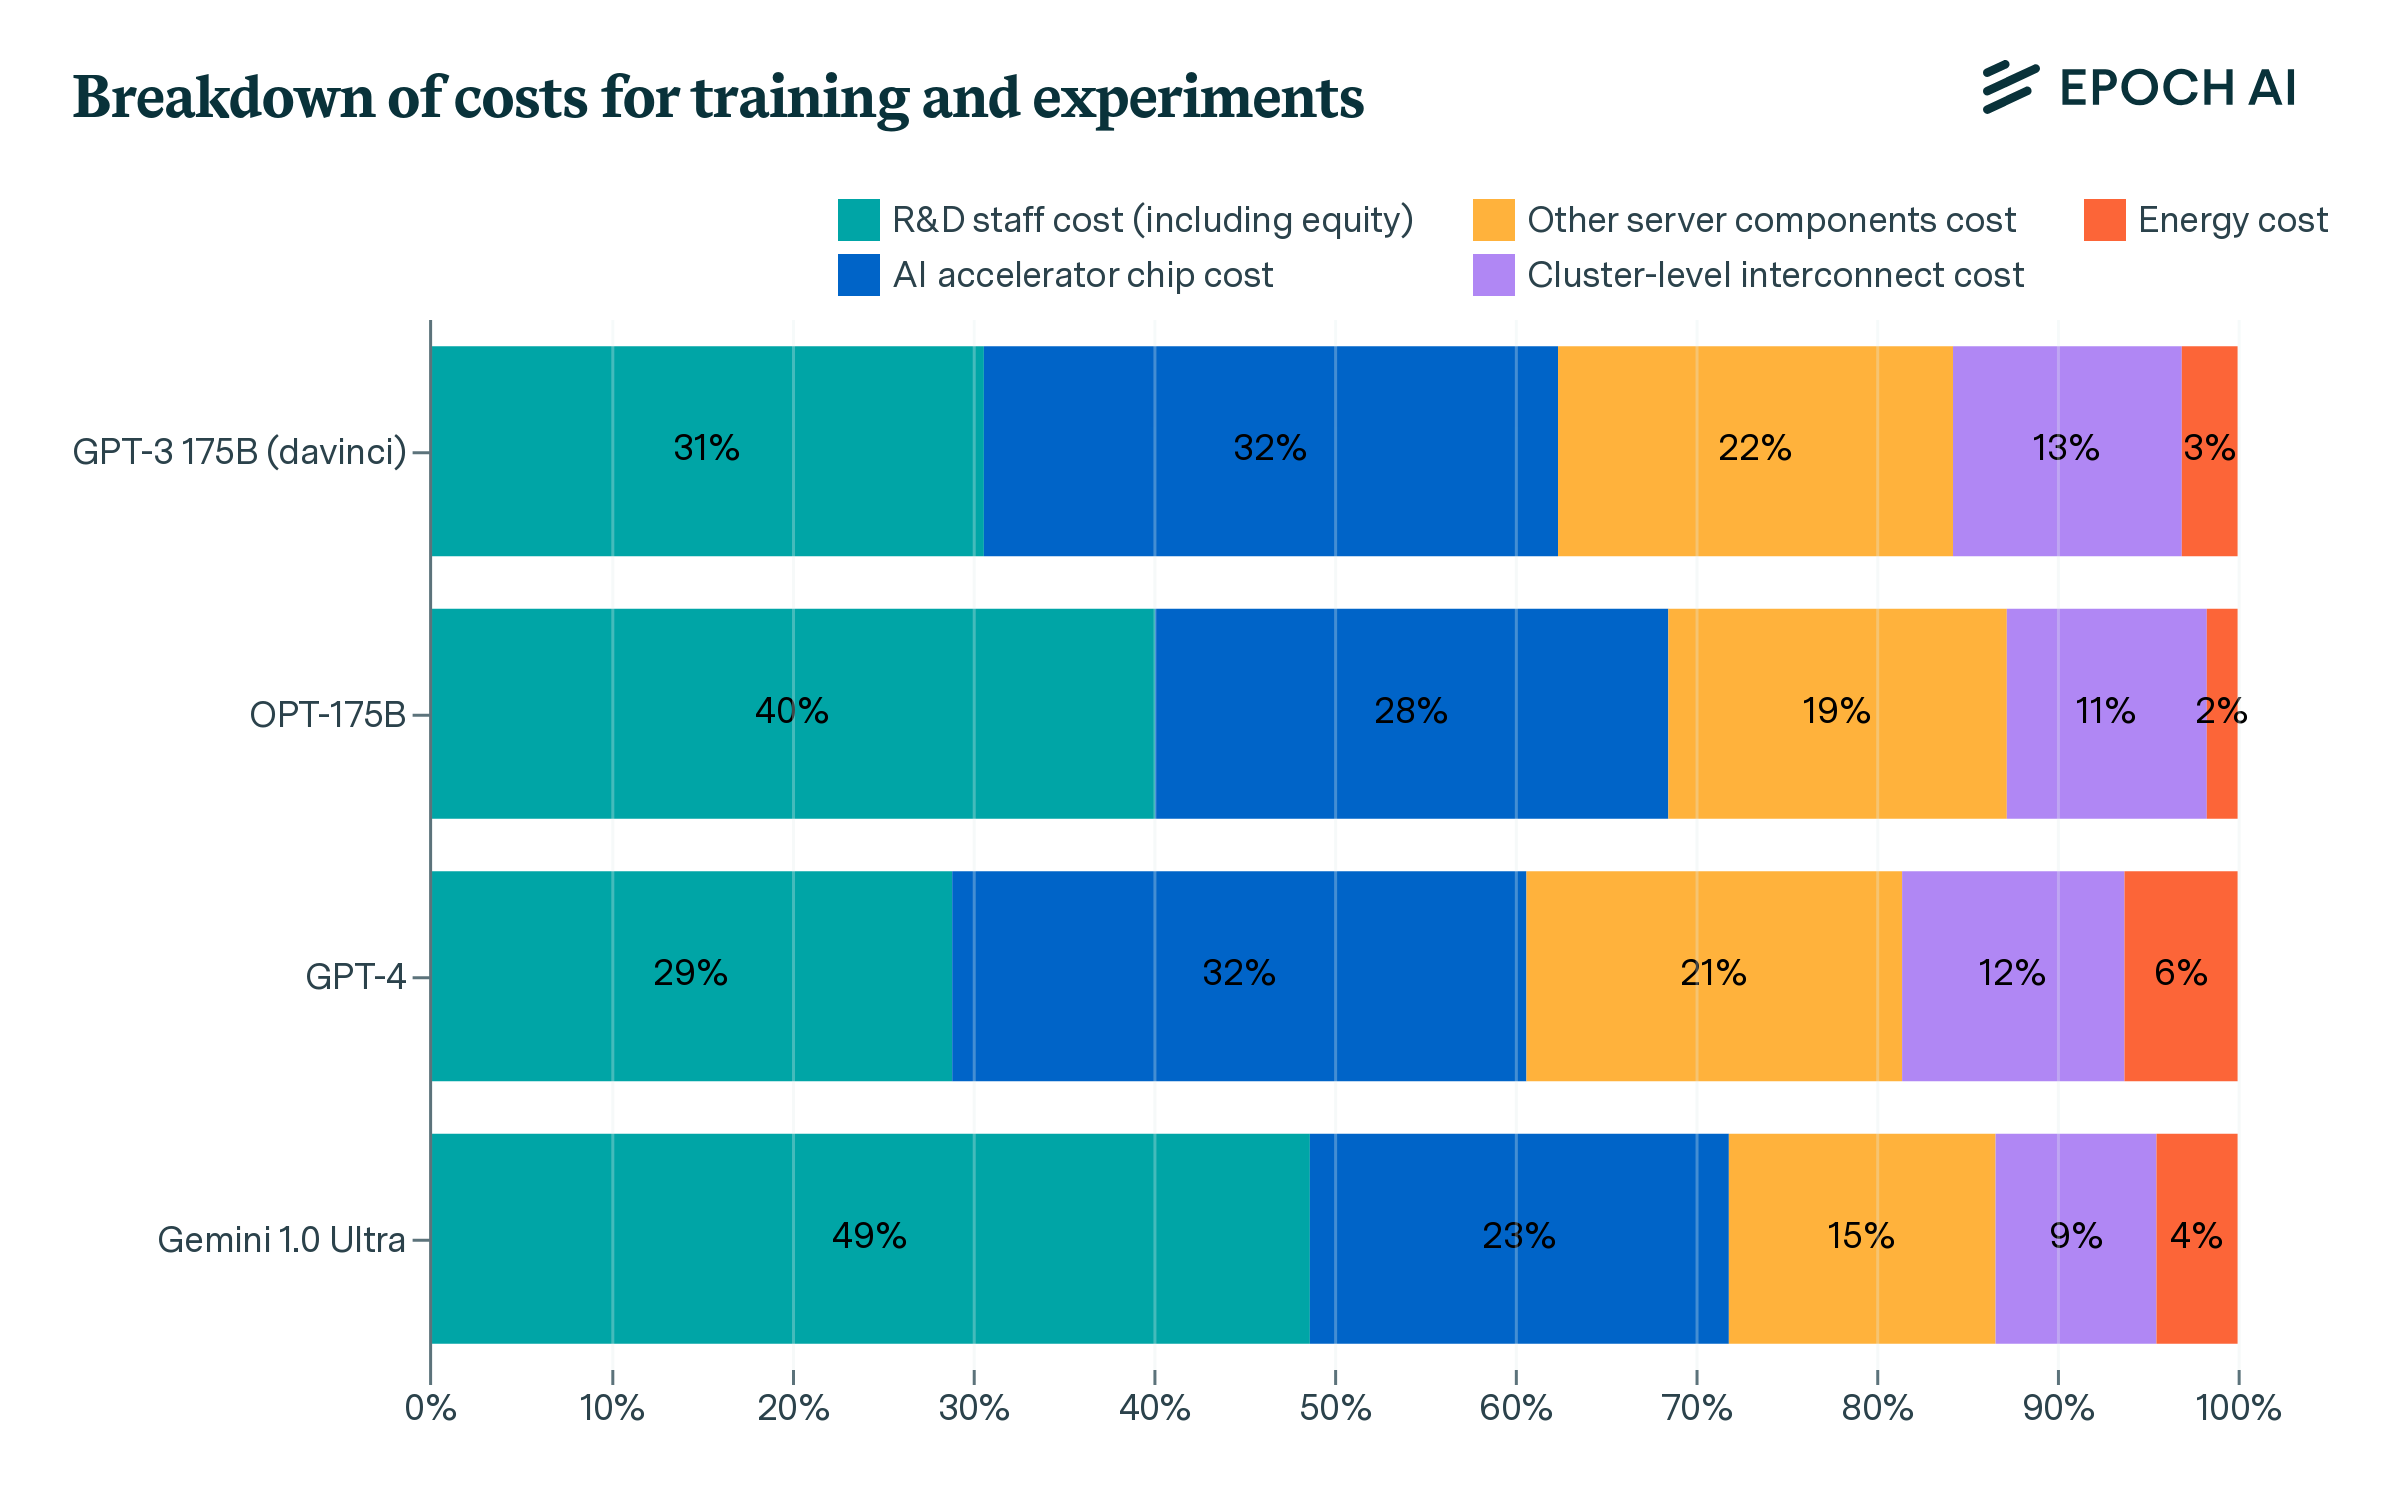 Breakdown of costs for training and experiments
EPOCH AI
R&D staff cost (including equity)
Other server components cost
Energy cost
AI accelerator chip cost
Cluster-level interconnect cost
GPT-3 175B (davinci)
31%
32%
22%
13%
3%
OPT-175B
40%
28%
19%
11%
2%
GPT-4
29%
32%
21%
12%
6%
Gemini 1.0 Ultra
49%
23%
15%
9%
4%
0%
10%
20%
30%
40%
50%
60%
70%
80%
90%
100%